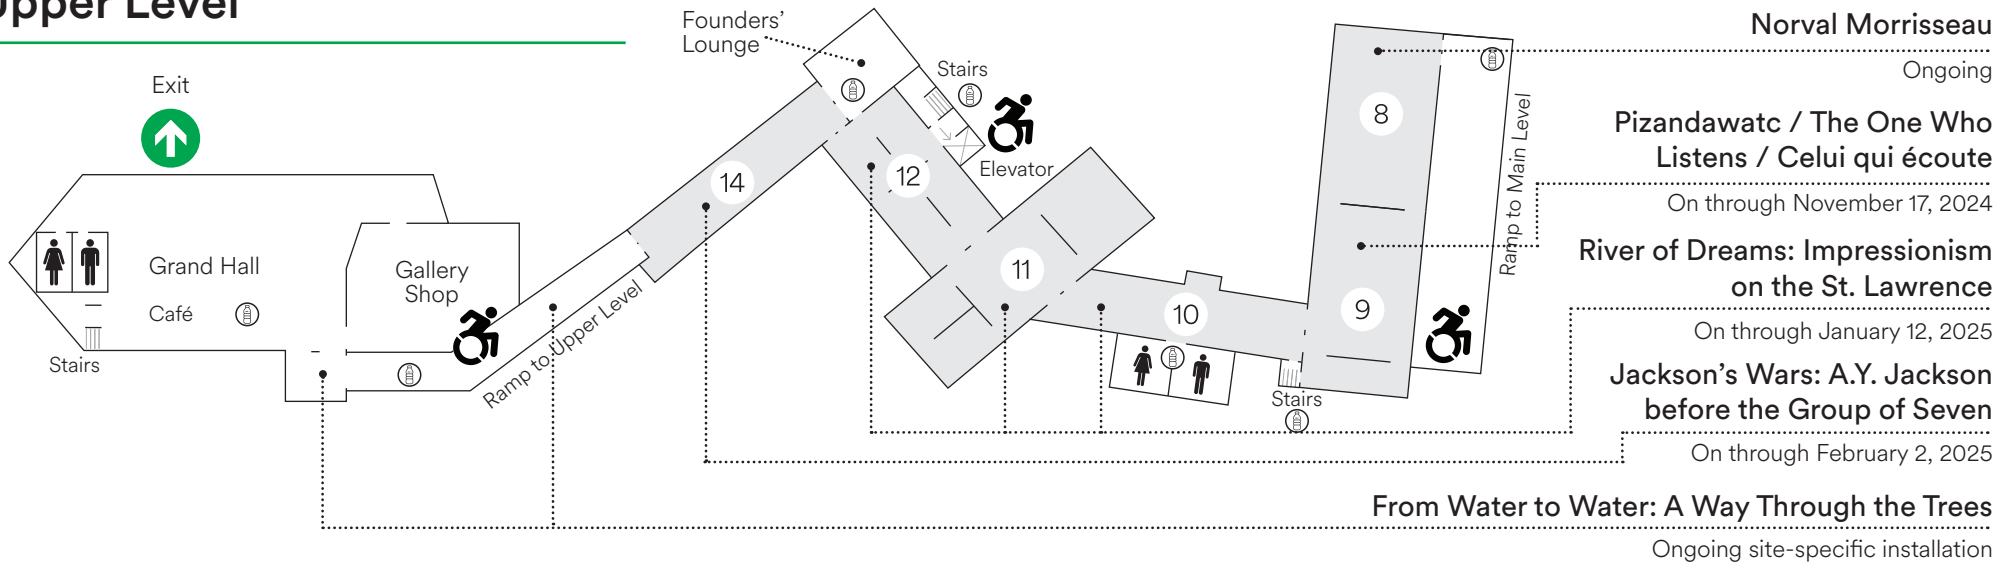 Upper Level
Exit
Grand Hall
Café
Stairs
Gallery
Shop
Ramp to Upper Level
14
Founders’
Lounge
Stairs
Elevator
12
11
10
Stairs
8
9
Ramp to Main Level
Norval Morrisseau
Ongoing
Pizandawatc / The One Who
Listens / Celui qui écoute
On through November 17, 2024
River of Dreams: Impressionism
on the St. Lawrence
On through January 12, 2025
Jackson’s Wars: A.Y. Jackson
before the Group of Seven
On through February 2, 2025
From Water to Water: A Way Through the Trees
Ongoing site-specific installation